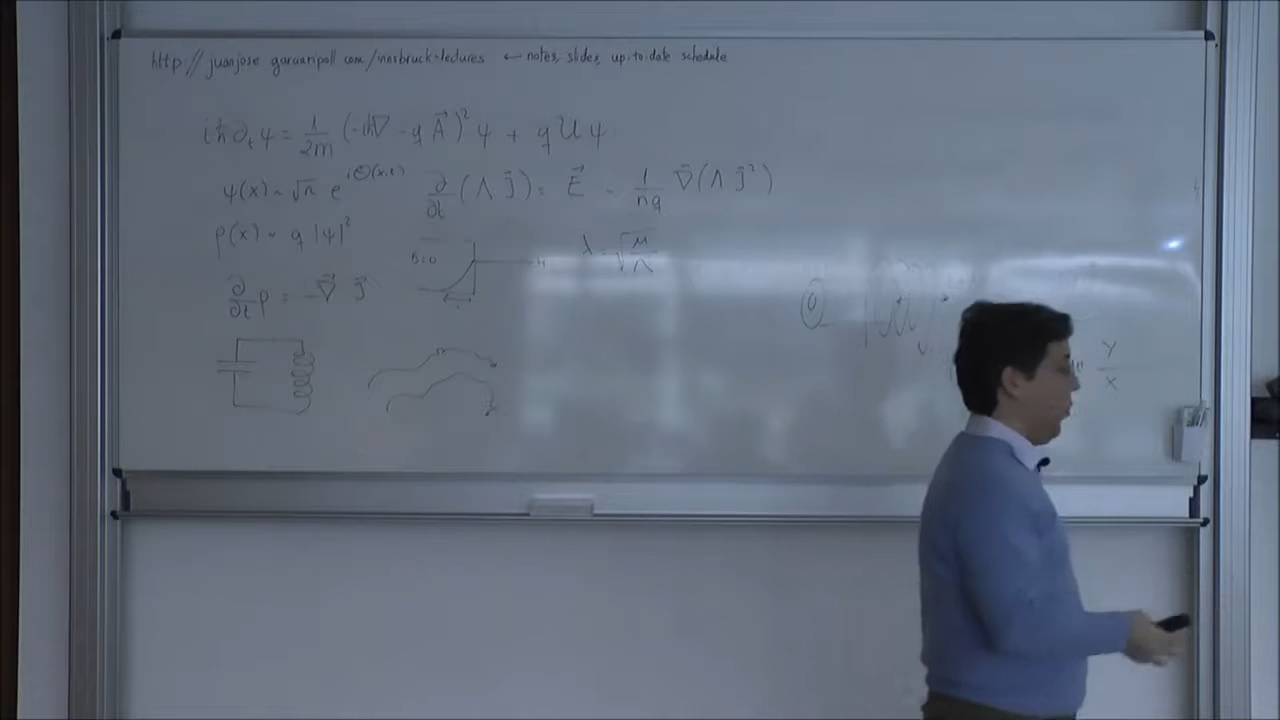 http:// juanjose garciaripoll com/innsbruck-lectures ← notes, slides, up-to-date schedule
iħ∂ₜψ = 1/2m (-iħ∇ - qA⃗)² ψ + qUψ
ψ(x) ~ √n e^{iΘ(x,t)}
∂/∂t (Λ J⃗) = E⃗ - 1/nq ∇⃗(Λ J⃗²)
ρ(x) ~ q |ψ|²
B=0
H
λ = √μ/Λ
∂/∂t ρ = -∇⃗ J⃗
Y/X